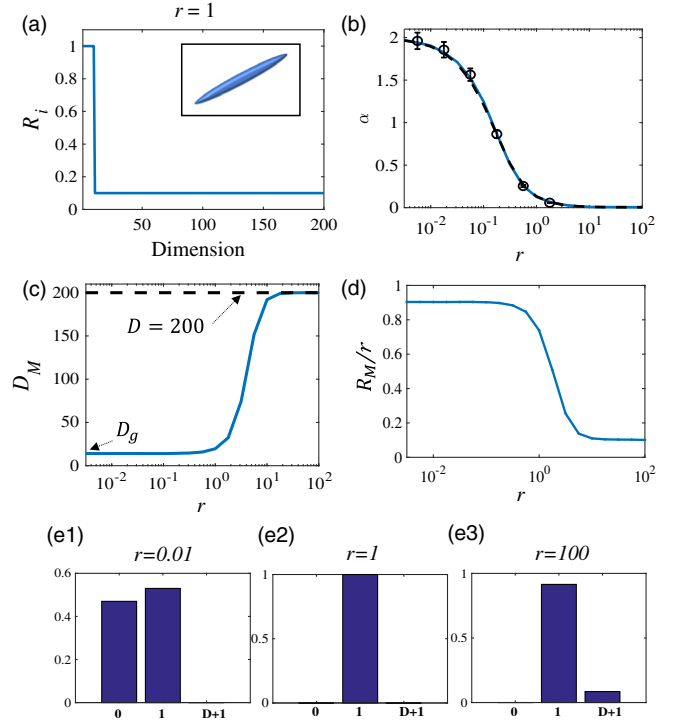 (a)
r = 1
R_i
1
0.8
0.6
0.4
0.2
0
50
100
150
200
Dimension
(b)
α
2
1.5
1
0.5
0
10^-2
10^-1
10^0
10^1
10^2
r
(c)
D_M
200
150
100
50
0
D = 200
D_g
10^-2
10^-1
10^0
10^1
10^2
r
(d)
R_M/r
1
0.8
0.6
0.4
0.2
0
10^-2
10^0
10^2
r
(e1)
r=0.01
0.6
0.4
0.2
0
0
1
D+1
(e2)
r=1
1
0.5
0
0
1
D+1
(e3)
r=100
1
0.5
0
0
1
D+1